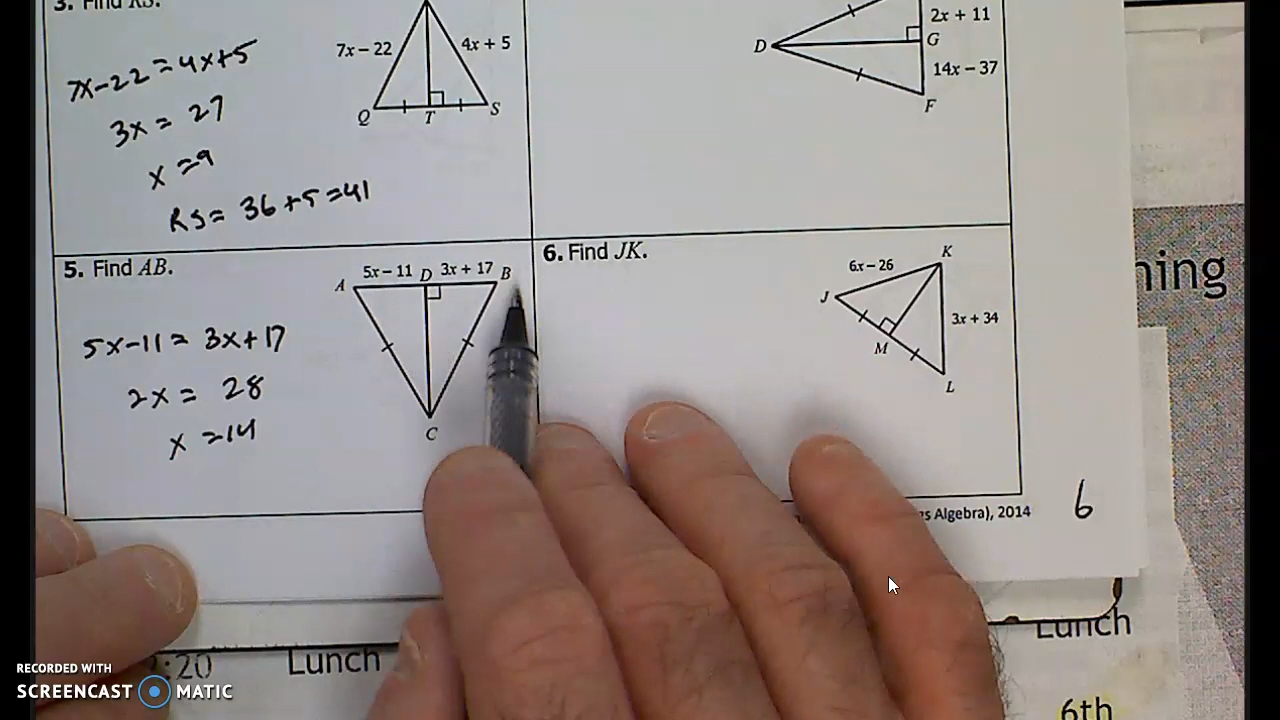 3. Find RS.
7x – 22
4x + 5
Q
T
S
7x-22 = 4x+5
3x = 27
x = 9
RS = 36 + 5 = 41
2x + 11
D
G
14x – 37
F
5. Find AB.
5x – 11
D
3x + 17
B
A
C
5x-11 = 3x+17
2x = 28
x = 14
6. Find JK.
K
6x – 26
J
3x + 34
M
L
Algebra), 2014
6
ning
:20
Lunch
Lunch
6th
RECORDED WITH
SCREENCAST MATIC